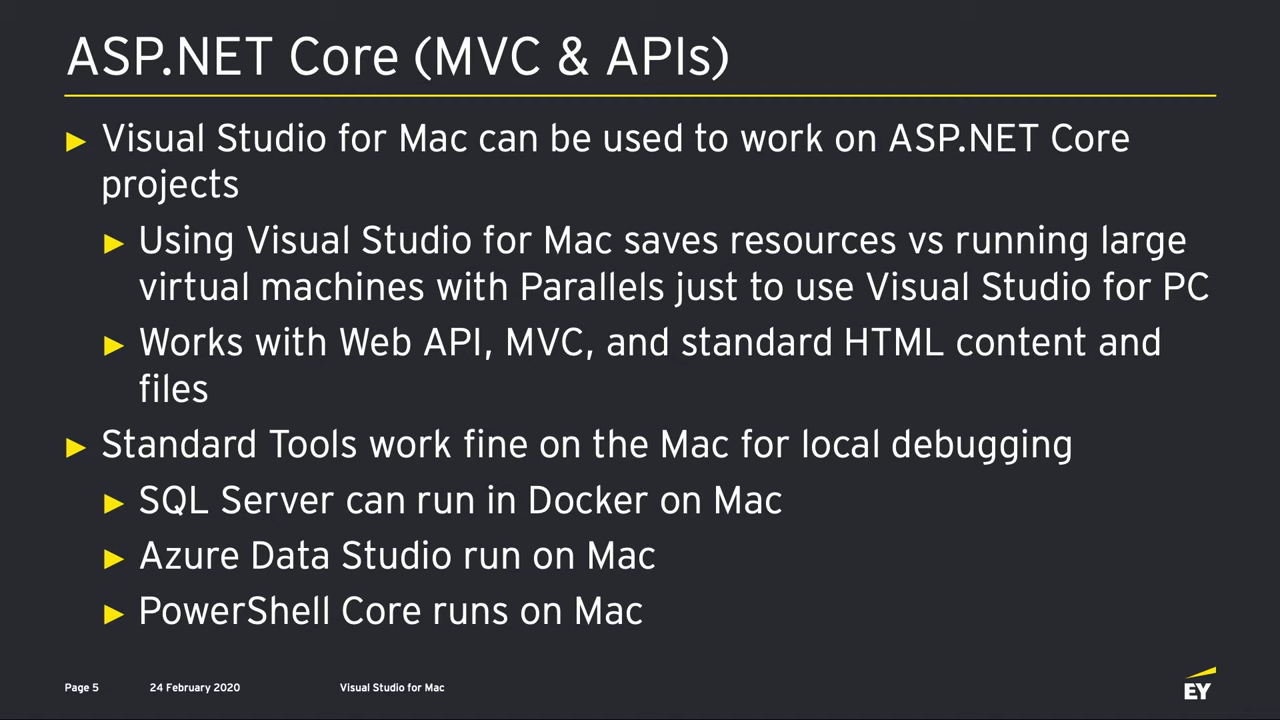 ASP.NET Core (MVC & APIs)
► Visual Studio for Mac can be used to work on ASP.NET Core
projects
► Using Visual Studio for Mac saves resources vs running large
virtual machines with Parallels just to use Visual Studio for PC
► Works with Web API, MVC, and standard HTML content and
files
► Standard Tools work fine on the Mac for local debugging
► SQL Server can run in Docker on Mac
► Azure Data Studio run on Mac
► PowerShell Core runs on Mac
Page 5 24 February 2020 Visual Studio for Mac
EY